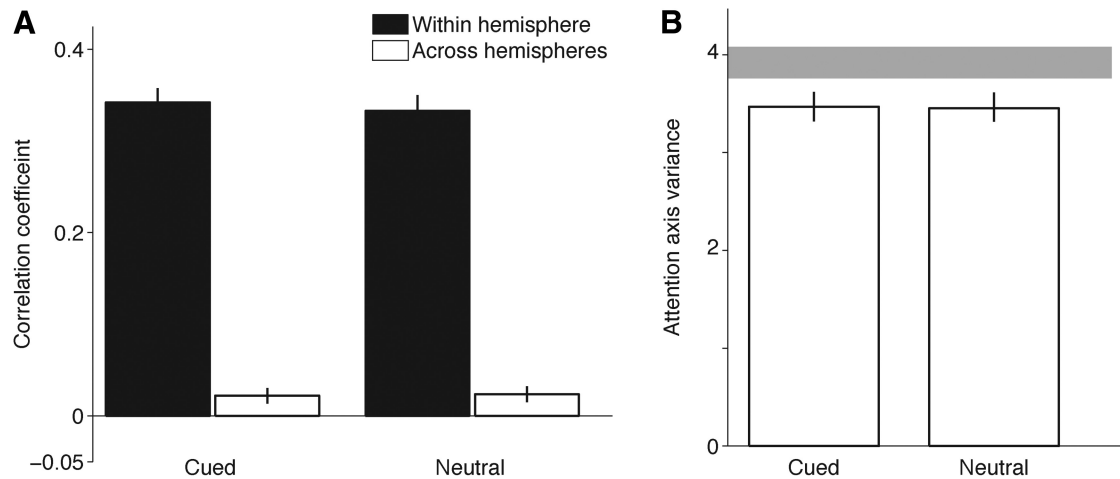 A
Within hemisphere
Across hemispheres
Correlation coefficeint
0.4
0.2
0
−0.05
Cued
Neutral
B
Attention axis variance
4
2
0
Cued
Neutral